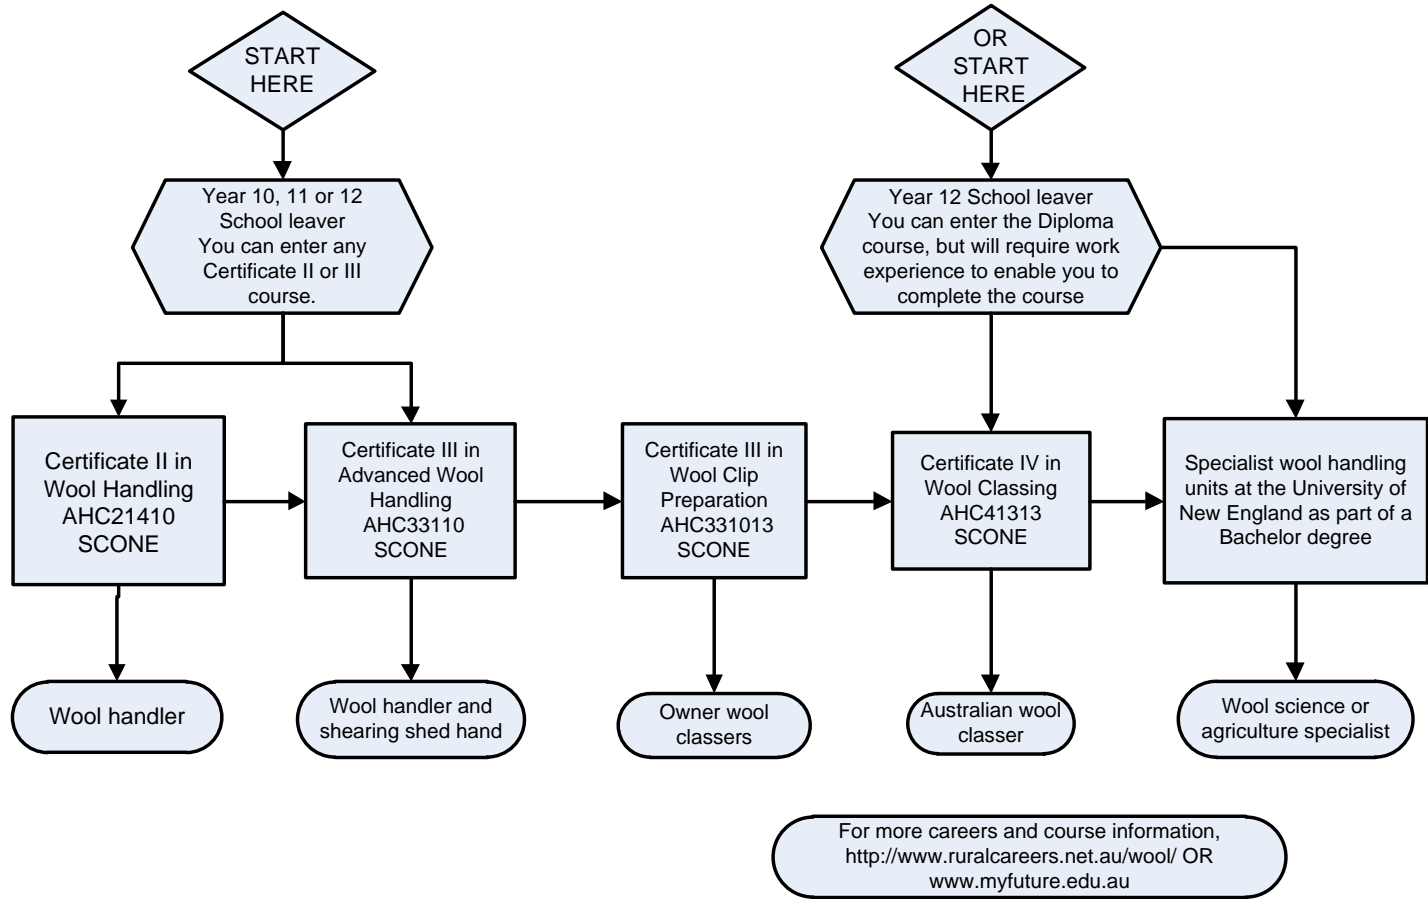 START
HERE
OR
START
HERE
Year 10, 11 or 12
School leaver
You can enter any
Certificate II or III
course.
Year 12 School leaver
You can enter the Diploma
course, but will require work
experience to enable you to
complete the course
Certificate II in
Wool Handling
AHC21410
SCONE
Certificate III in
Advanced Wool
Handling
AHC33110
SCONE
Certificate III in
Wool Clip
Preparation
AHC331013
SCONE
Certificate IV in
Wool Classing
AHC41313
SCONE
Specialist wool handling
units at the University of
New England as part of a
Bachelor degree
Wool handler
Wool handler and
shearing shed hand
Owner wool
classers
Australian wool
classer
Wool science or
agriculture specialist
For more careers and course information,
http://www.ruralcareers.net.au/wool/ OR
www.myfuture.edu.au